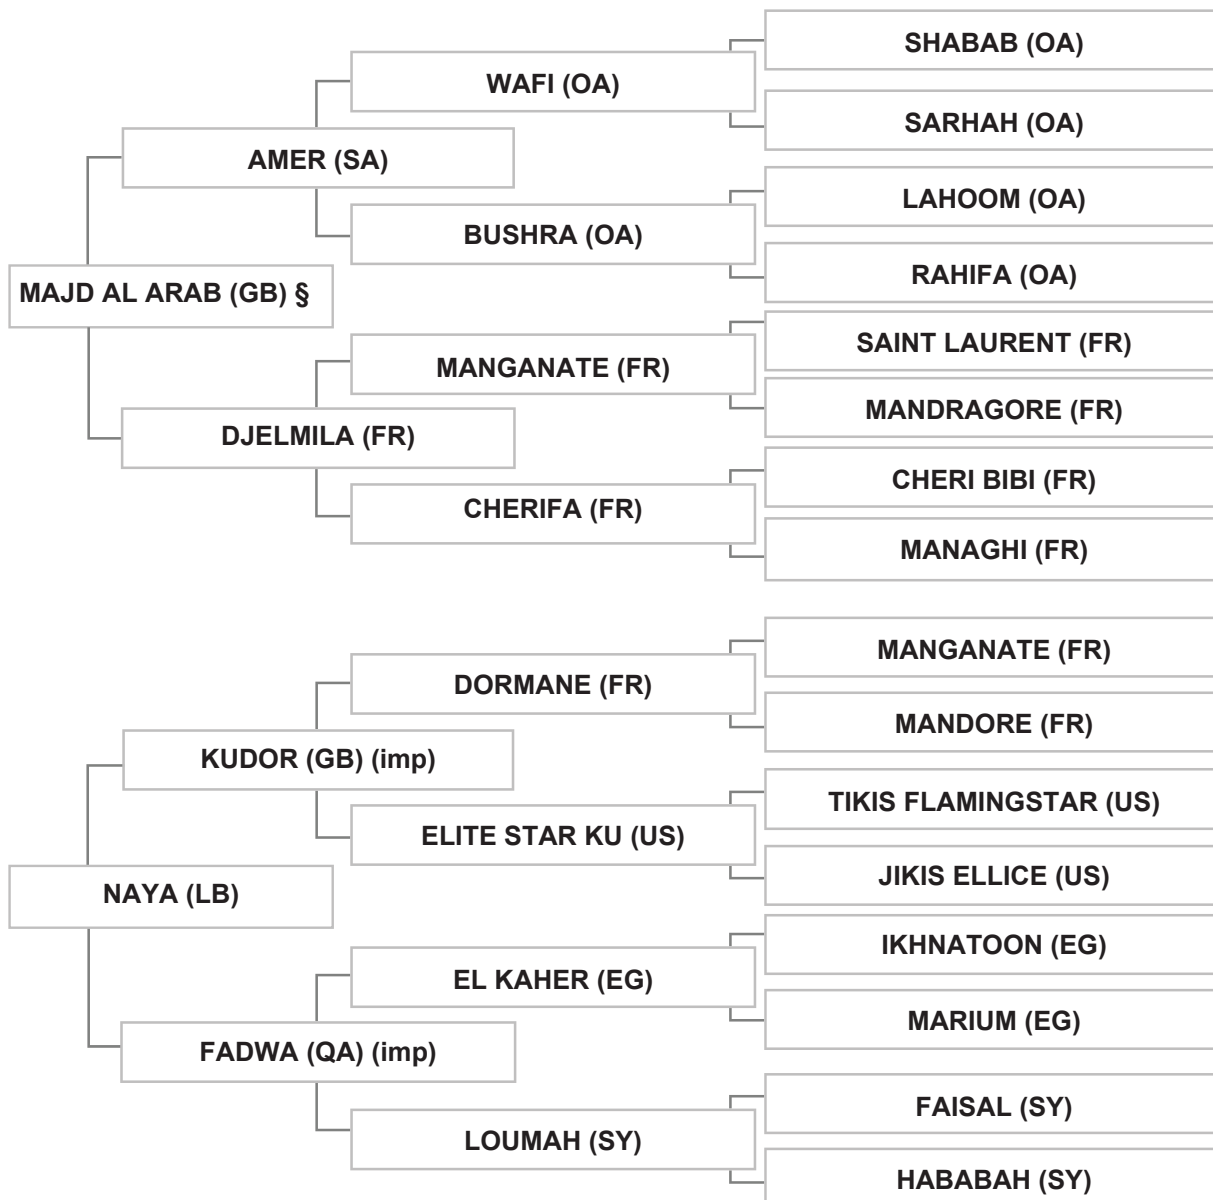 SHABAB (OA)
WAFI (OA)
SARHAH (OA)
AMER (SA)
LAHOOM (OA)
BUSHRA (OA)
RAHIFA (OA)
MAJD AL ARAB (GB) §
SAINT LAURENT (FR)
MANGANATE (FR)
MANDRAGORE (FR)
DJELMILA (FR)
CHERI BIBI (FR)
CHERIFA (FR)
MANAGHI (FR)
MANGANATE (FR)
DORMANE (FR)
MANDORE (FR)
KUDOR (GB) (imp)
TIKIS FLAMINGSTAR (US)
ELITE STAR KU (US)
JIKIS ELLICE (US)
NAYA (LB)
IKHNATOON (EG)
EL KAHER (EG)
MARIUM (EG)
FADWA (QA) (imp)
FAISAL (SY)
LOUMAH (SY)
HABABAH (SY)